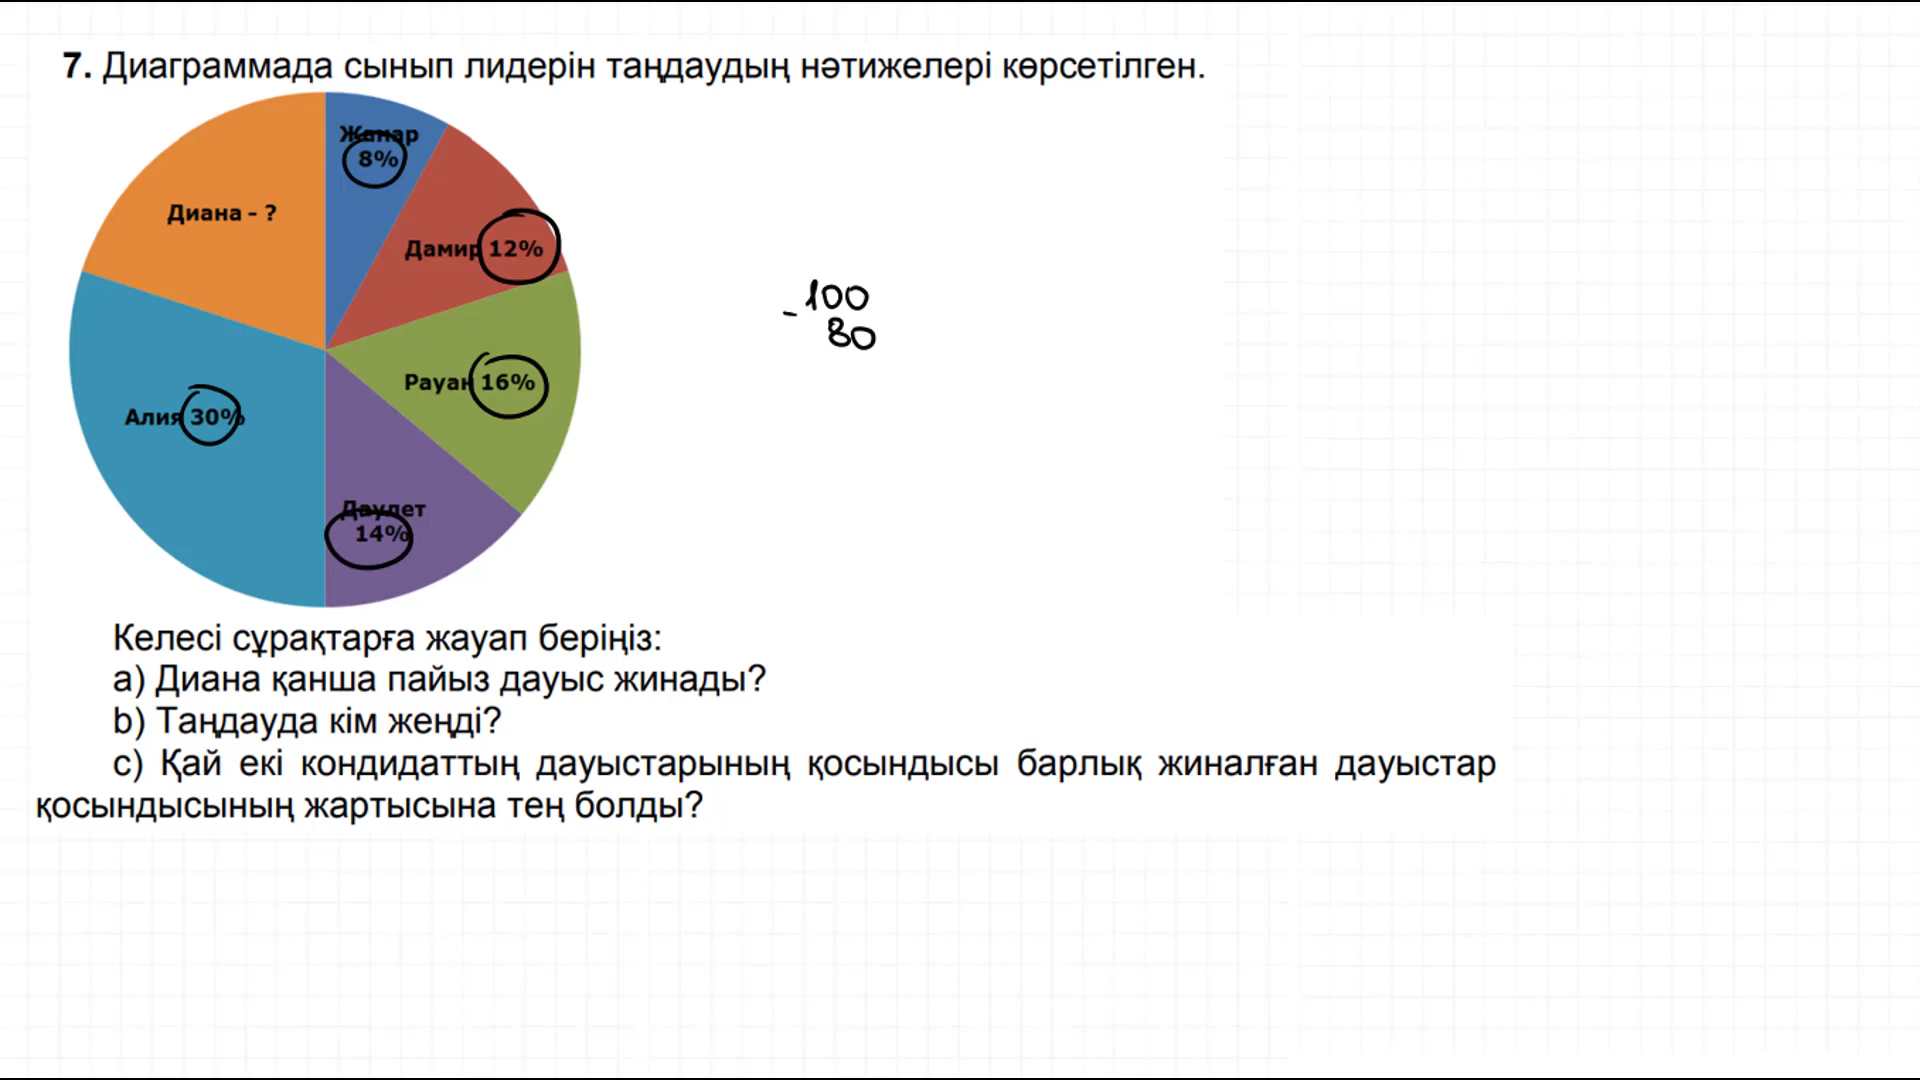 7. Диаграммада сынып лидерін таңдаудың нәтижелері көрсетілген.
Жанар
8%
Диана - ?
Дамир 12%
- 100
80
Рауан 16%
Алия 30%
Даулет
14%
Келесі сұрақтарға жауап беріңіз:
a) Диана қанша пайыз дауыс жинады?
b) Таңдауда кім жеңді?
c) Қай екі кондидаттың дауыстарының қосындысы барлық жиналған дауыстар
қосындысының жартысына тең болды?